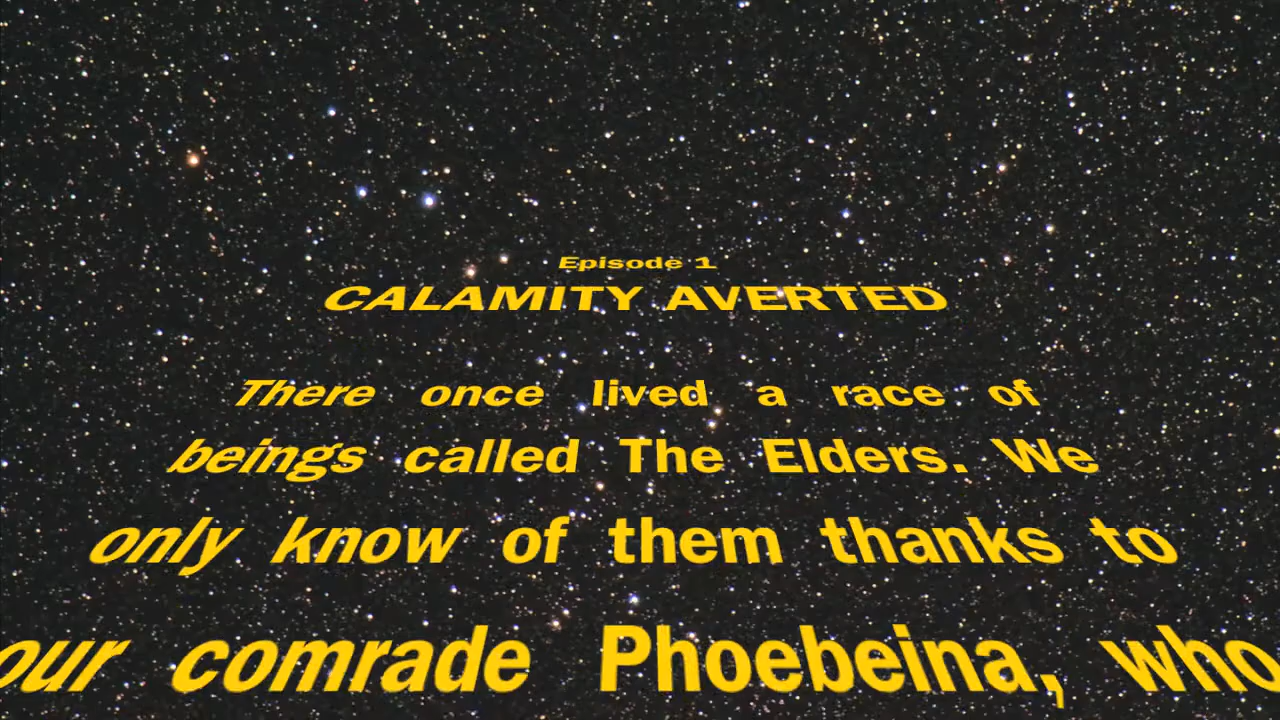 Episode 1
CALAMITY AVERTED
There once lived a race of
beings called The Elders. We
only know of them thanks to
our comrade Phoebeina, who